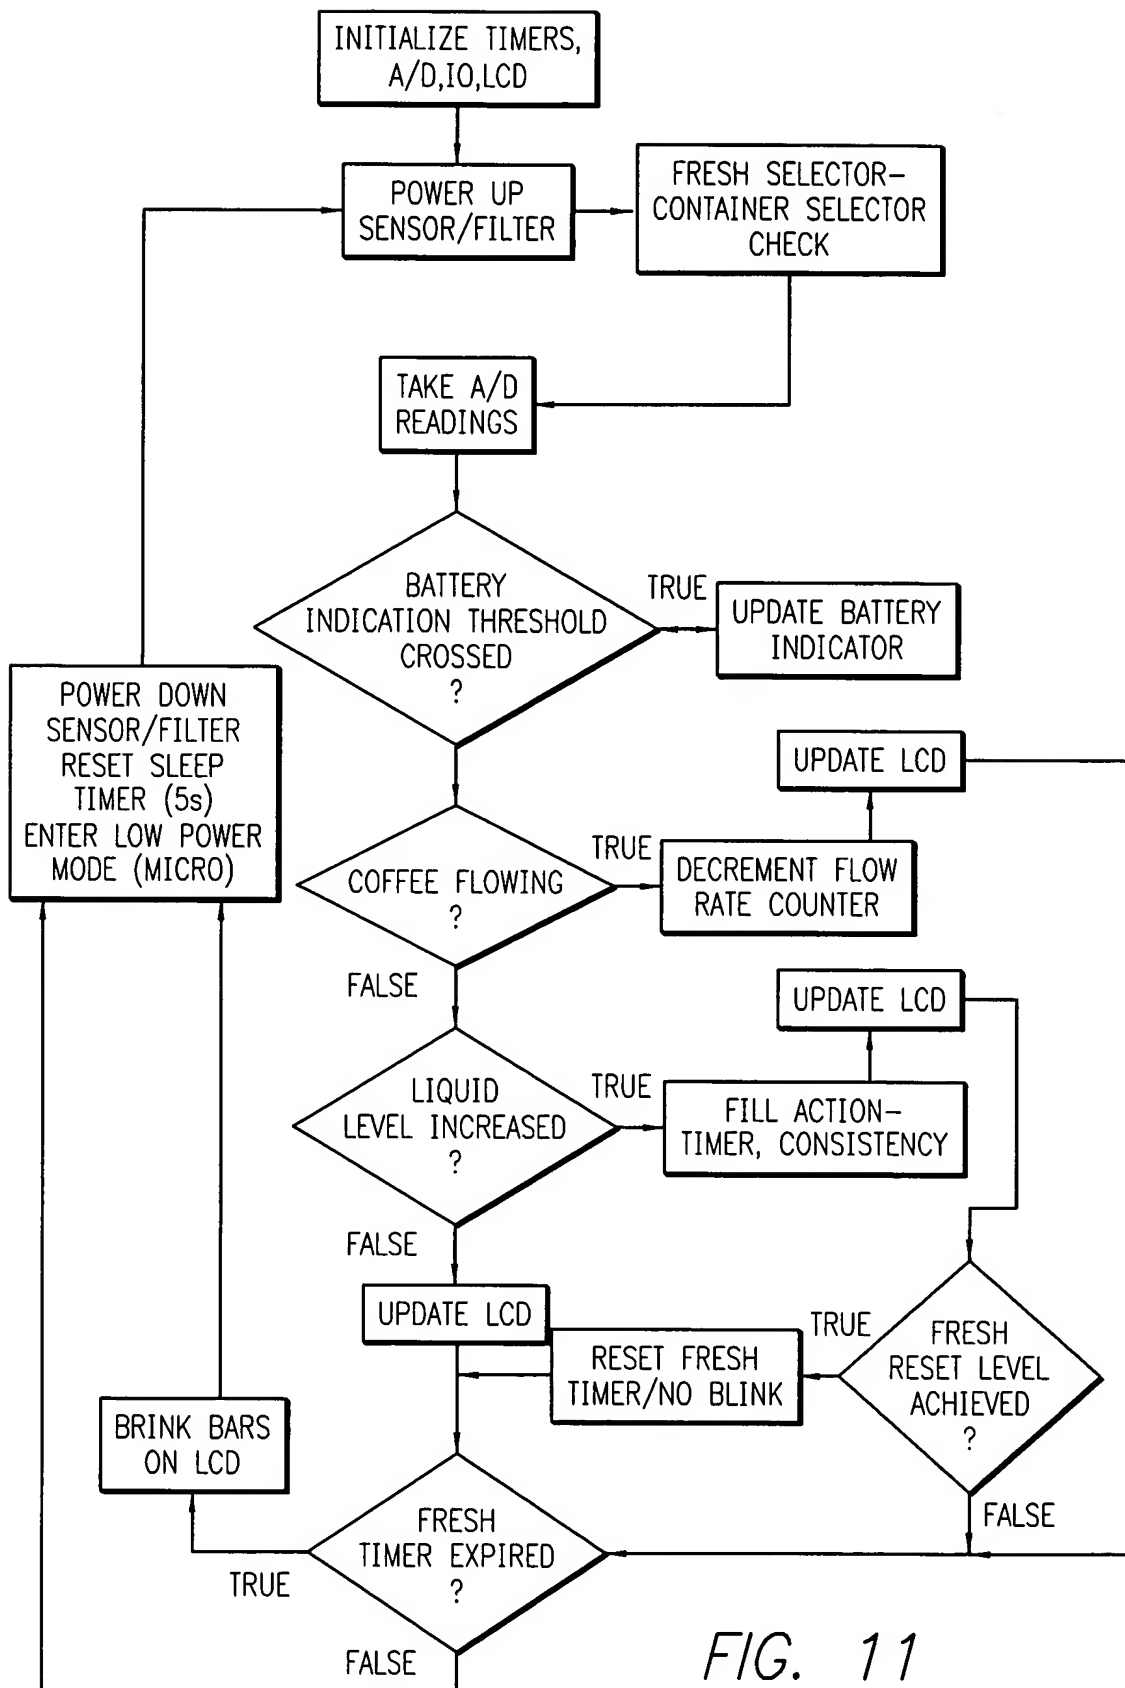 INITIALIZE TIMERS,
A/D,IO,LCD
POWER UP
SENSOR/FILTER
FRESH SELECTOR-
CONTAINER SELECTOR
CHECK
TAKE A/D
READINGS
BATTERY
INDICATION THRESHOLD
CROSSED
?
TRUE
UPDATE BATTERY
INDICATOR
POWER DOWN
SENSOR/FILTER
RESET SLEEP
TIMER (5s)
ENTER LOW POWER
MODE (MICRO)
UPDATE LCD
COFFEE FLOWING
?
TRUE
DECREMENT FLOW
RATE COUNTER
FALSE
UPDATE LCD
LIQUID
LEVEL INCREASED
?
TRUE
FILL ACTION-
TIMER, CONSISTENCY
FALSE
UPDATE LCD
RESET FRESH
TIMER/NO BLINK
TRUE
FRESH
RESET LEVEL
ACHIEVED
?
FALSE
BRINK BARS
ON LCD
FRESH
TIMER EXPIRED
?
TRUE
FALSE
FIG. 11